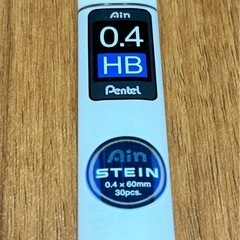 Ain
0.4
HB
Pentel
Ain
STEIN
0.4 × 60mm
30pcs.